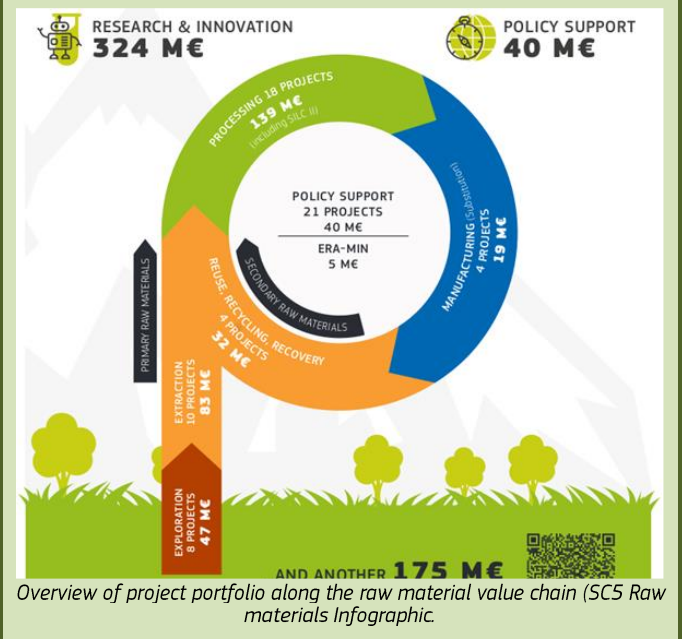 RESEARCH & INNOVATION
324 M€
POLICY SUPPORT
40 M€
PROCESSING 18 PROJECTS
139 M€
(including SILC II)
MANUFACTURING (Substitution)
4 PROJECTS
19 M€
POLICY SUPPORT
21 PROJECTS
40 M€
ERA-MIN
5 M€
SECONDARY RAW MATERIALS
REUSE, RECYCLING, RECOVERY
4 PROJECTS
32 M€
PRIMARY RAW MATERIALS
EXTRACTION
10 PROJECTS
83 M€
EXPLORATION
8 PROJECTS
47 M€
AND ANOTHER 175 M€
Overview of project portfolio along the raw material value chain (SC5 Raw
materials Infographic.